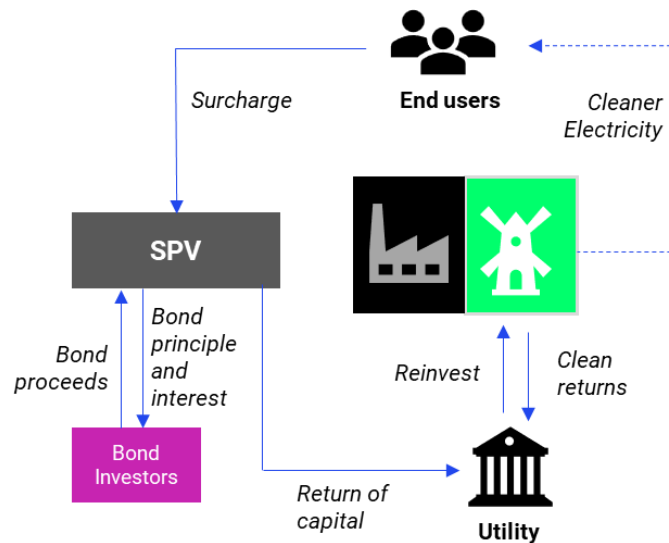 End users
Surcharge
Cleaner
Electricity
SPV
Bond
proceeds
Bond
principle
and
interest
Reinvest
Clean
returns
Bond
Investors
Return of
capital
Utility